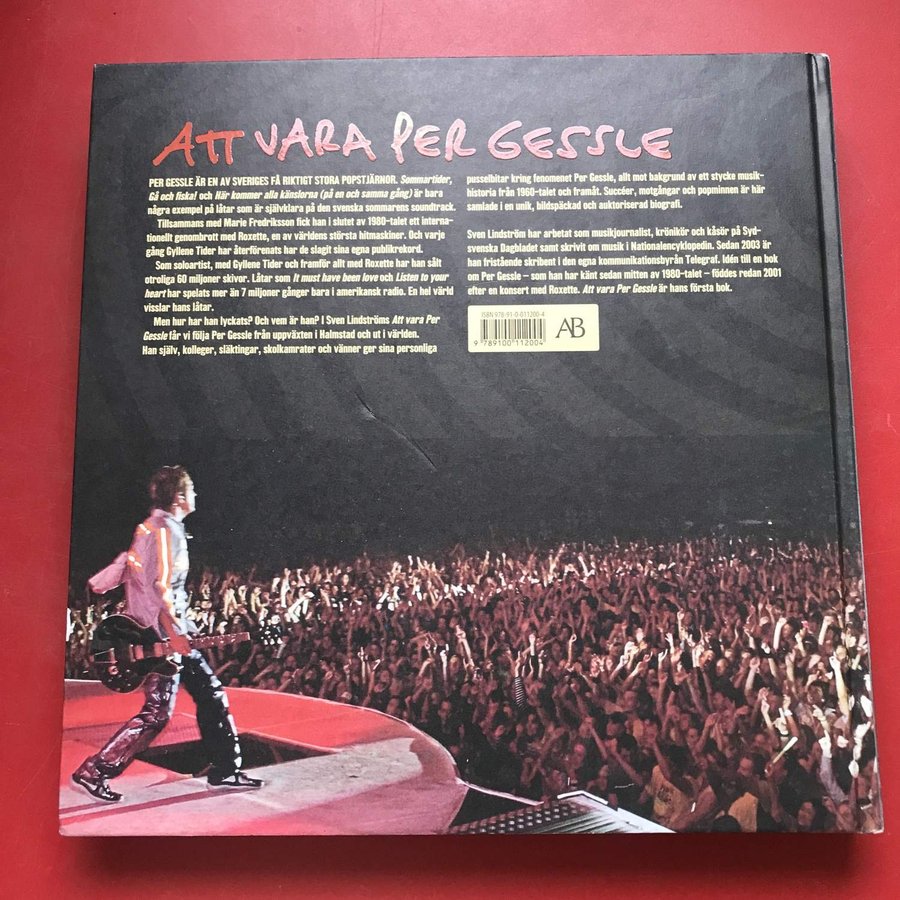 ATT VARA PER GESSLE
PER GESSLE ÄR EN AV SVERIGES FÅ RIKTIGT STORA POPSTJÄRNOR. Sommartider,
Gå och fiska! och Här kommer alla känslorna (på en och samma gång) är bara
några exempel på låtar som är självklara på den svenska sommarens soundtrack.
Tillsammans med Marie Fredriksson fick han i slutet av 1980-talet ett intern-
ationellt genombrott med Roxette, en av världens största hitmaskiner. Och varje
gång Gyllene Tider har återförenats har de slagit sina egna publikrekord.
Som soloartist, med Gyllene Tider och framför allt med Roxette har han sålt
otroliga 60 miljoner skivor. Låtar som It must have been love och Listen to your
heart har spelats mer än 7 miljoner gånger bara i amerikansk radio. En hel värld
visslar hans låtar.
Men hur har han lyckats? Och vem är han? I Sven Lindströms Att vara Per
Gessle får vi följa Per Gessle från uppväxten i Halmstad och ut i världen.
Han själv, kolleger, släktingar, skolkamrater och vänner ger sina personliga
pusselbitar kring fenomenet Per Gessle, allt mot bakgrund av ett stycke musik-
historia från 1960-talet och framåt. Succéer, motgångar och popminnen är här
samlade i en unik, bildspäckad och auktoriserad biografi.
Sven Lindström har arbetat som musikjournalist, krönikör och kåsör på Syd-
svenska Dagbladet samt skrivit om musik i Nationalencyklopedin. Sedan 2003 är
han fristående skribent i den egna kommunikationsbyrån Telegraf. Idén till en bok
om Per Gessle – som han har känt sedan mitten av 1980-talet – föddes redan 2001
efter en konsert med Roxette. Att vara Per Gessle är hans första bok.
ISBN 978-91-0-011200-4
AB
9 789100 112004